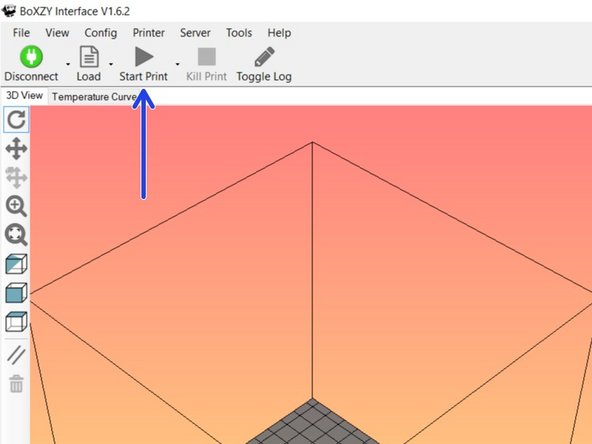 BoXZY Interface V1.6.2
File View Config Printer Server Tools Help
Disconnect Load Start Print Kill Print Toggle Log
3D View Temperature Curve